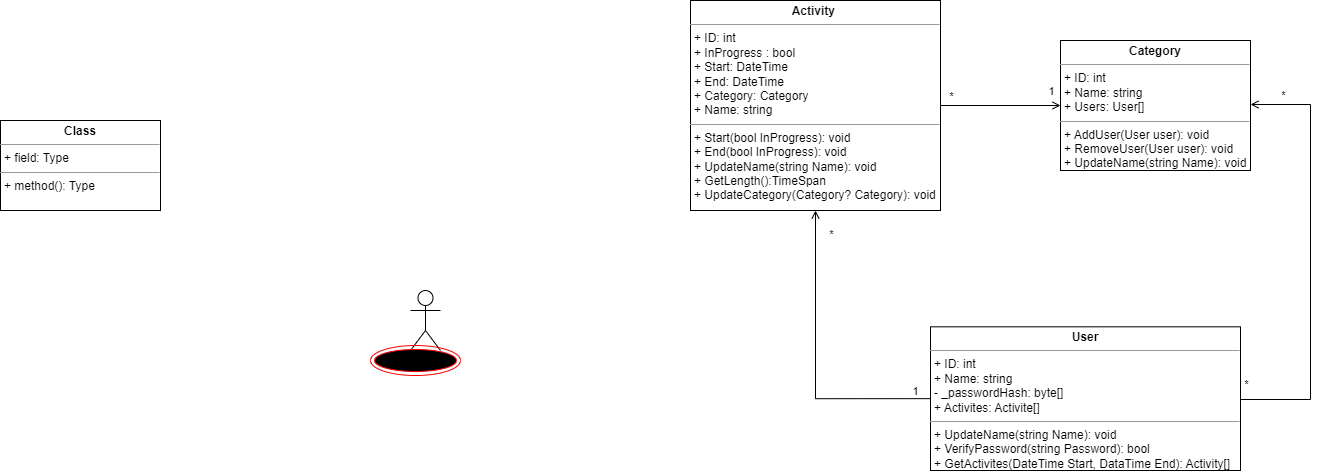 Activity
+ ID: int
+ InProgress : bool
+ Start: DateTime
+ End: DateTime
+ Category: Category
+ Name: string
+ Start(bool InProgress): void
+ End(bool InProgress): void
+ UpdateName(string Name): void
+ GetLength():TimeSpan
+ UpdateCategory(Category? Category): void
*
1
Category
+ ID: int
+ Name: string
+ Users: User[]
+ AddUser(User user): void
+ RemoveUser(User user): void
+ UpdateName(string Name): void
*
Class
+ field: Type
+ method(): Type
*
1
User
+ ID: int
+ Name: string
- _passwordHash: byte[]
+ Activites: Activite[]
+ UpdateName(string Name): void
+ VerifyPassword(string Password): bool
+ GetActivites(DateTime Start, DataTime End): Activity[]
*